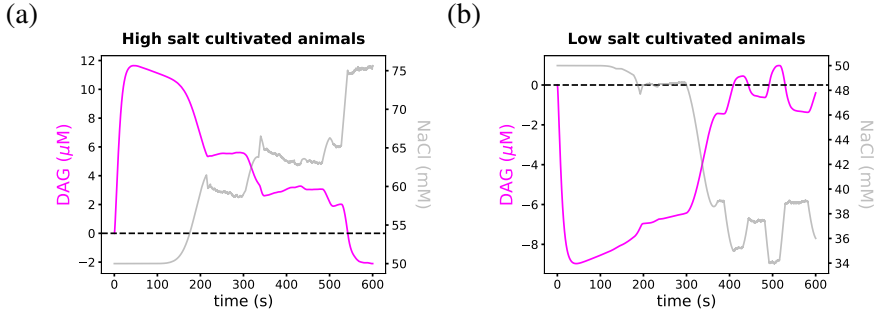 (a)
High salt cultivated animals
12
10
8
6
4
2
0
−2
DAG (μM)
75
70
65
60
55
50
NaCl (mM)
0 100 200 300 400 500 600
time (s)
(b)
Low salt cultivated animals
0
−2
−4
−6
−8
DAG (μM)
50
48
46
44
42
40
38
36
34
NaCl (mM)
0 100 200 300 400 500 600
time (s)